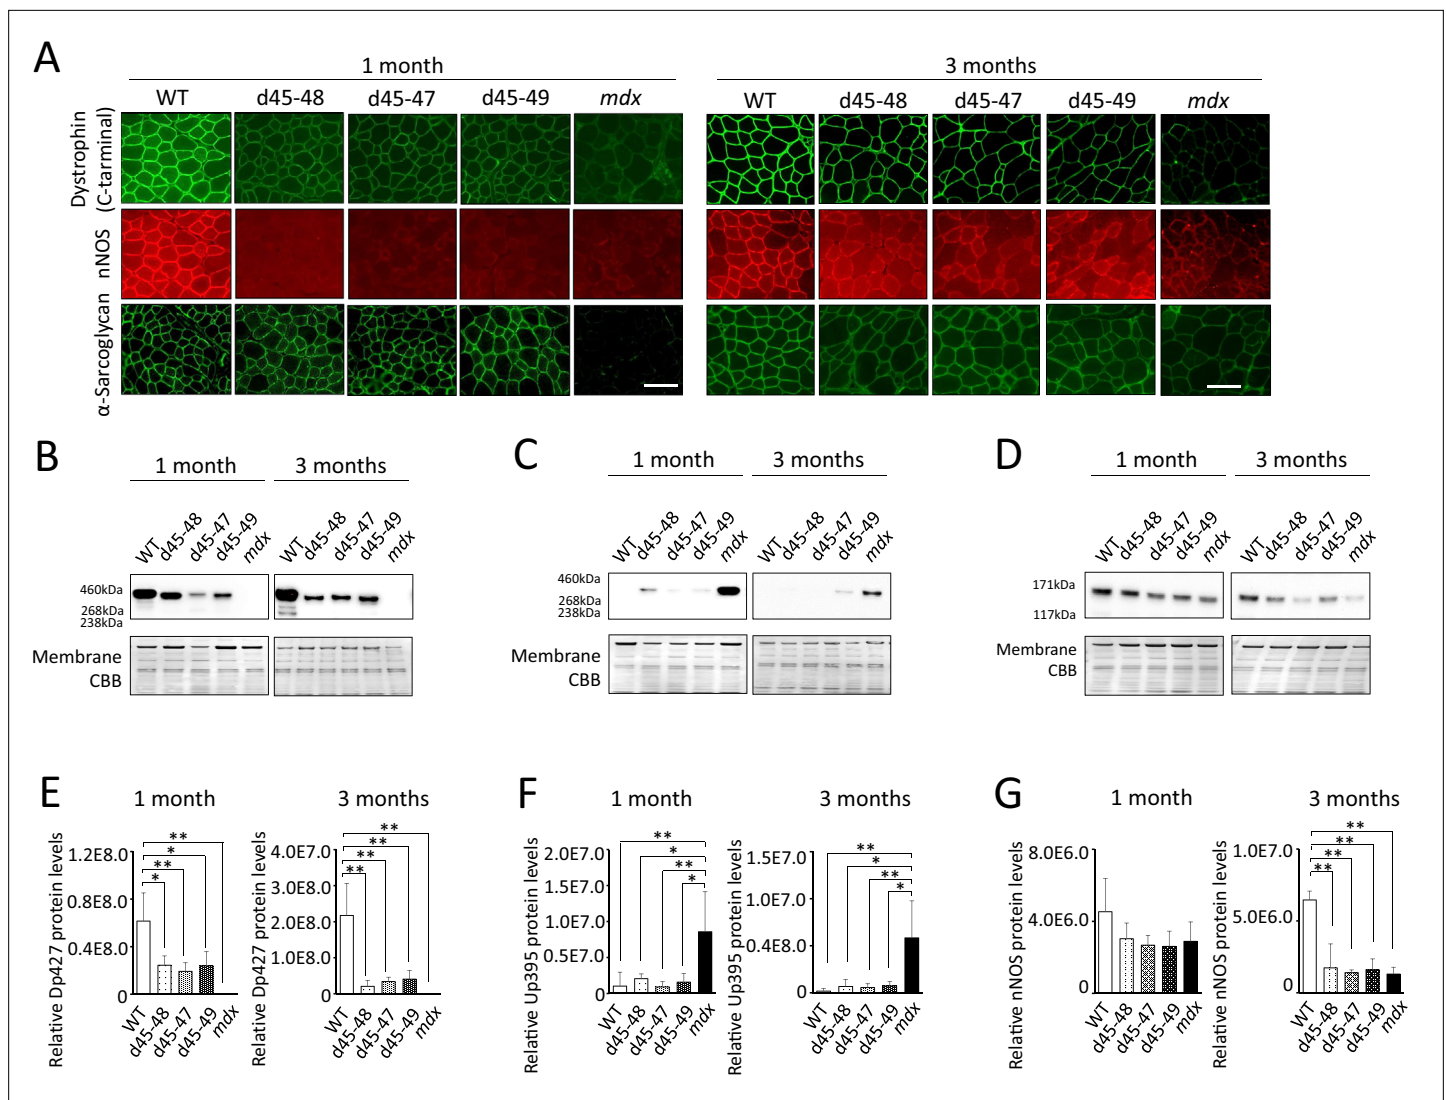 A
1 month
3 months
WT d45-48 d45-47 d45-49 mdx
WT d45-48 d45-47 d45-49 mdx
Dystrophin
(C-tarminal)
nNOS
α-Sarcoglycan
B
1 month 3 months
WT d45-48 d45-47 d45-49 mdx
WT d45-48 d45-47 d45-49 mdx
460kDa
268kDa
238kDa
Membrane
CBB
C
1 month 3 months
WT d45-48 d45-47 d45-49 mdx
WT d45-48 d45-47 d45-49 mdx
460kDa
268kDa
238kDa
Membrane
CBB
D
1 month 3 months
WT d45-48 d45-47 d45-49 mdx
WT d45-48 d45-47 d45-49 mdx
171kDa
117kDa
Membrane
CBB
E
1 month
Relative Dp427 protein levels
1.2E8.0
0.8E8.0
0.4E8.0
0
**
*
**
*
WT d45-48 d45-47 d45-49 mdx
3 months
Relative Dp427 protein levels
4.0E7.0
3.0E8.0
2.0E8.0
1.0E8.0
0
**
**
**
**
WT d45-48 d45-47 d45-49 mdx
F
1 month
Relative Up395 protein levels
2.0E7.0
1.5E7.0
1.0E7.0
0.5E7.0
0
**
*
**
*
WT d45-48 d45-47 d45-49 mdx
3 months
Relative Up395 protein levels
1.5E7.0
1.0E7.0
0.4E8.0
0
**
*
**
*
WT d45-48 d45-47 d45-49 mdx
G
1 month
Relative nNOS protein levels
8.0E6.0
4.0E6.0
0
WT d45-48 d45-47 d45-49 mdx
3 months
Relative nNOS protein levels
1.0E7.0
5.0E6.0
0
**
**
**
**
WT d45-48 d45-47 d45-49 mdx